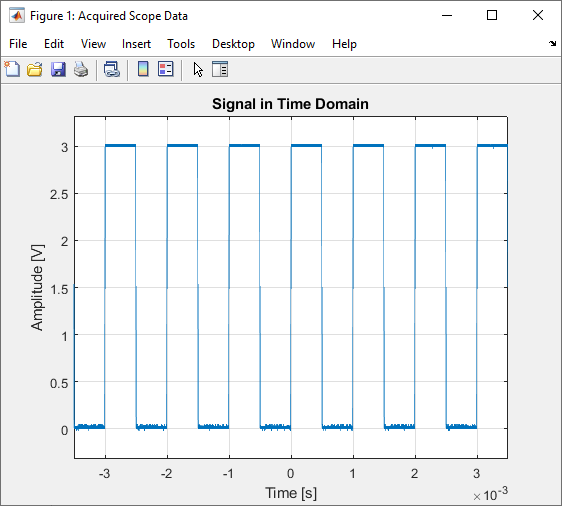 Figure 1: Acquired Scope Data
File Edit View Insert Tools Desktop Window Help
Signal in Time Domain
3
2.5
2
1.5
1
0.5
0
Amplitude [V]
-3 -2 -1 0 1 2 3
Time [s]
×10⁻³